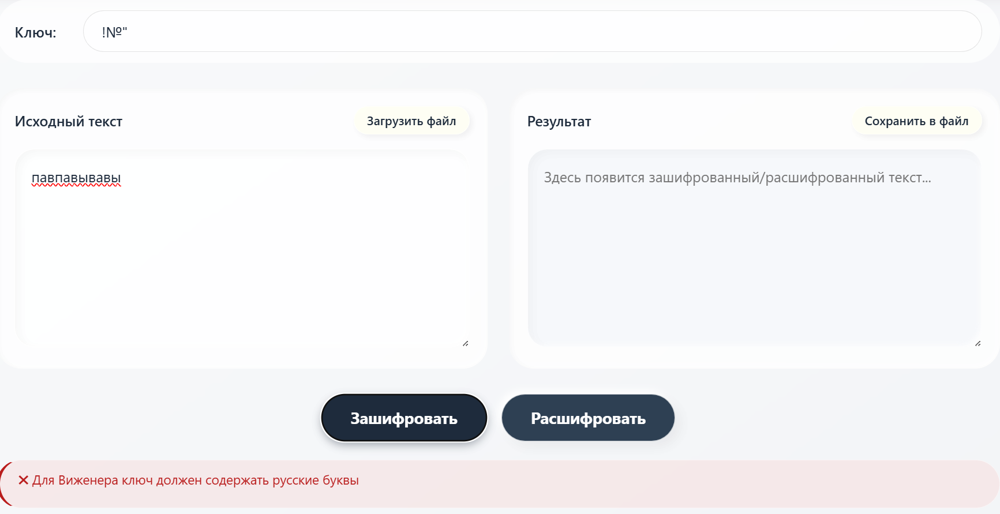 Ключ:
!№"
Исходный текст
Загрузить файл
павпавывавы
Результат
Сохранить в файл
Здесь появится зашифрованный/расшифрованный текст...
Зашифровать
Расшифровать
❌ Для Виженера ключ должен содержать русские буквы